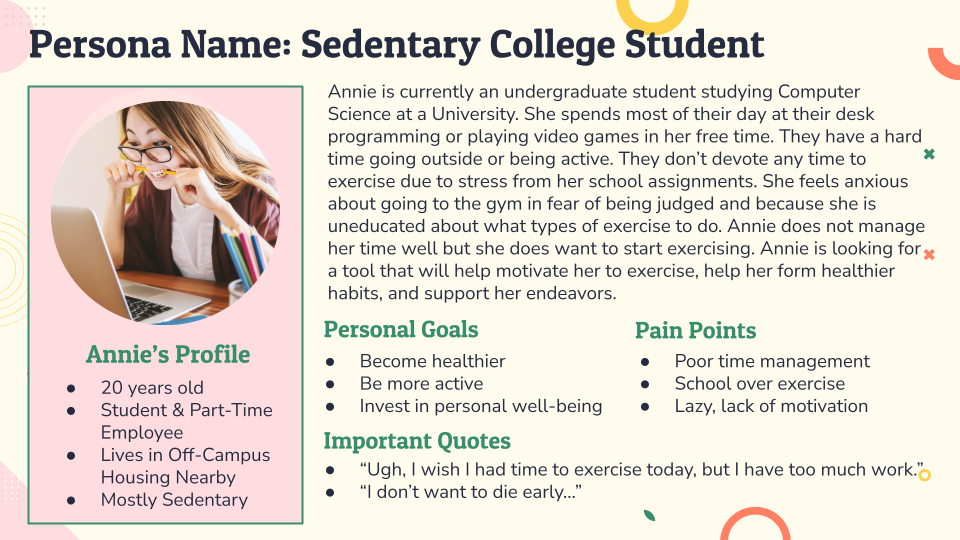 Persona Name: Sedentary College Student
Annie is currently an undergraduate student studying Computer
Science at a University. She spends most of their day at their desk
programming or playing video games in her free time. They have a hard
time going outside or being active. They don’t devote any time to
exercise due to stress from her school assignments. She feels anxious
about going to the gym in fear of being judged and because she is
uneducated about what types of exercise to do. Annie does not manage
her time well but she does want to start exercising. Annie is looking for
a tool that will help motivate her to exercise, help her form healthier
habits, and support her endeavors.
Annie’s Profile
● 20 years old
● Student & Part-Time
Employee
● Lives in Off-Campus
Housing Nearby
● Mostly Sedentary
Personal Goals
● Become healthier
● Be more active
● Invest in personal well-being
Pain Points
● Poor time management
● School over exercise
● Lazy, lack of motivation
Important Quotes
● “Ugh, I wish I had time to exercise today, but I have too much work.”
● “I don’t want to die early...”